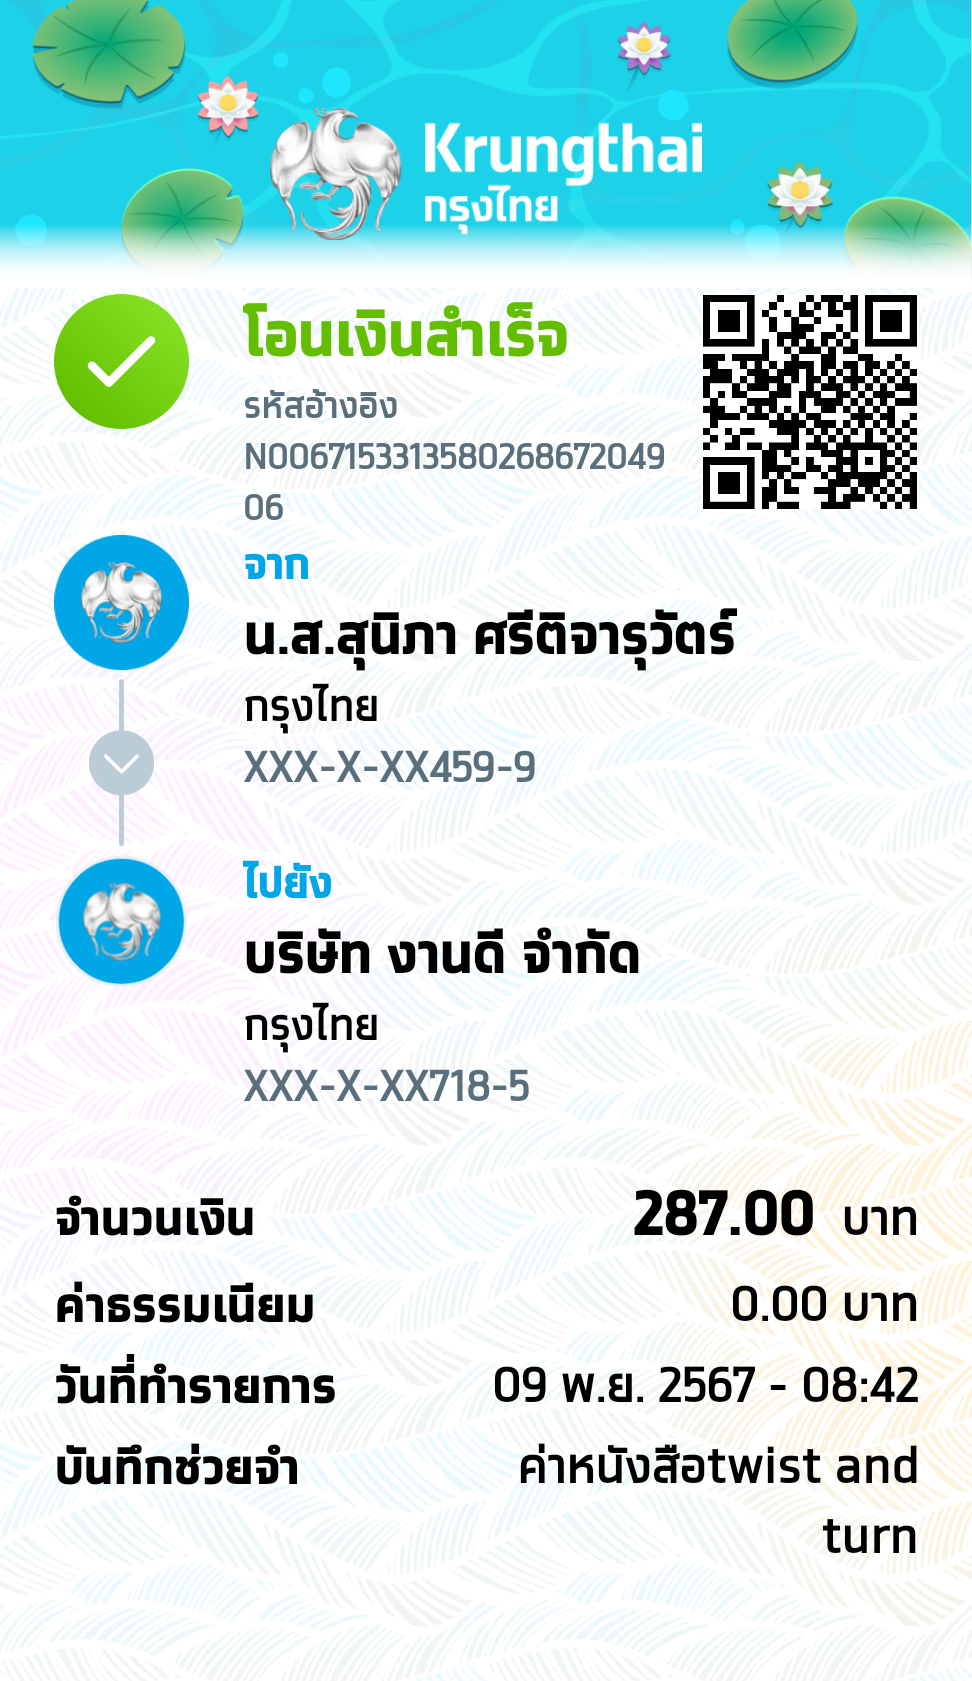 Krungthai
กรุงไทย
โอนเงินสำเร็จ
รหัสอ้างอิง
N0067153313580268672049
06
จาก
น.ส.สุนิภา ศรีติจารุวัตร์
กรุงไทย
XXX-X-XX459-9
ไปยัง
บริษัท งานดี จำกัด
กรุงไทย
XXX-X-XX718-5
จำนวนเงิน 287.00 บาท
ค่าธรรมเนียม 0.00 บาท
วันที่ทำรายการ 09 พ.ย. 2567 - 08:42
บันทึกช่วยจำ ค่าหนังสือtwist and
turn